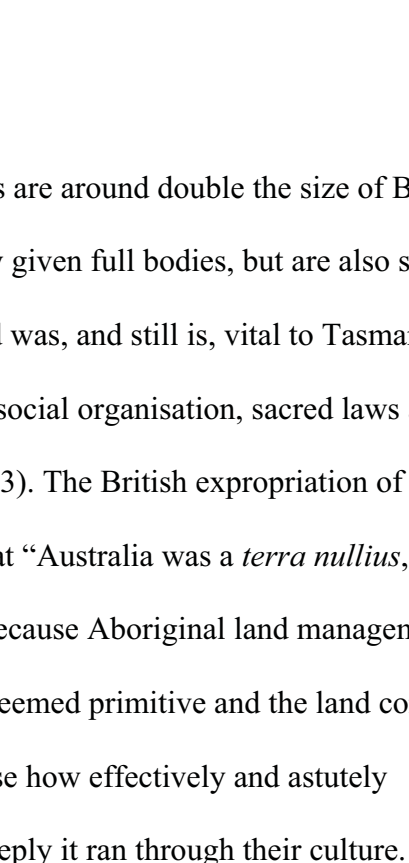 s are around double the size of B
given full bodies, but are also s
was, and still is, vital to Tasma
social organisation, sacred laws
3). The British expropriation of
at “Australia was a terra nullius,
ecause Aboriginal land managem
eemed primitive and the land co
se how effectively and astutely
eply it ran through their culture.